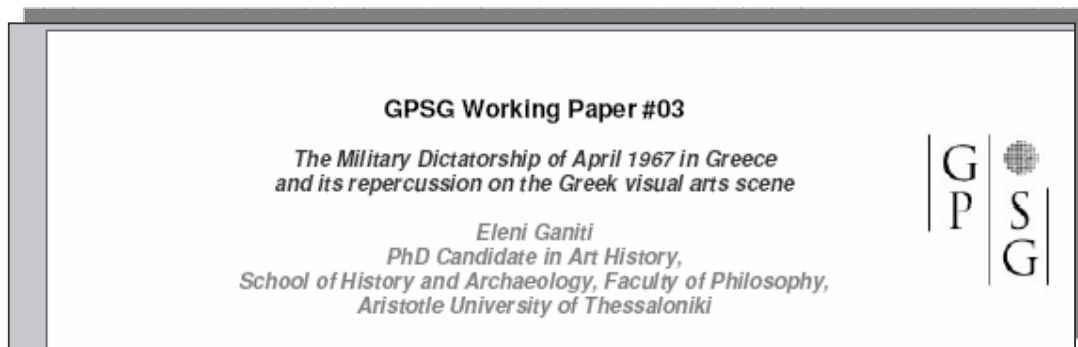 GPSG Working Paper #03
The Military Dictatorship of April 1967 in Greece
and its repercussion on the Greek visual arts scene
Eleni Ganiti
PhD Candidate in Art History,
School of History and Archaeology, Faculty of Philosophy,
Aristotle University of Thessaloniki
G
P S
G